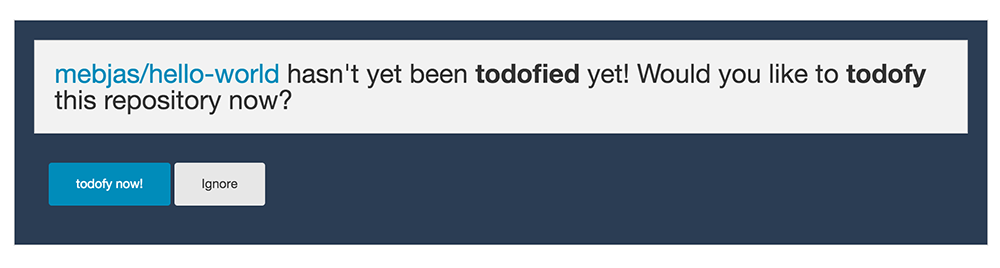 mebjas/hello-world hasn't yet been todofied yet! Would you like to todofy
this repository now?
todofy now! Ignore